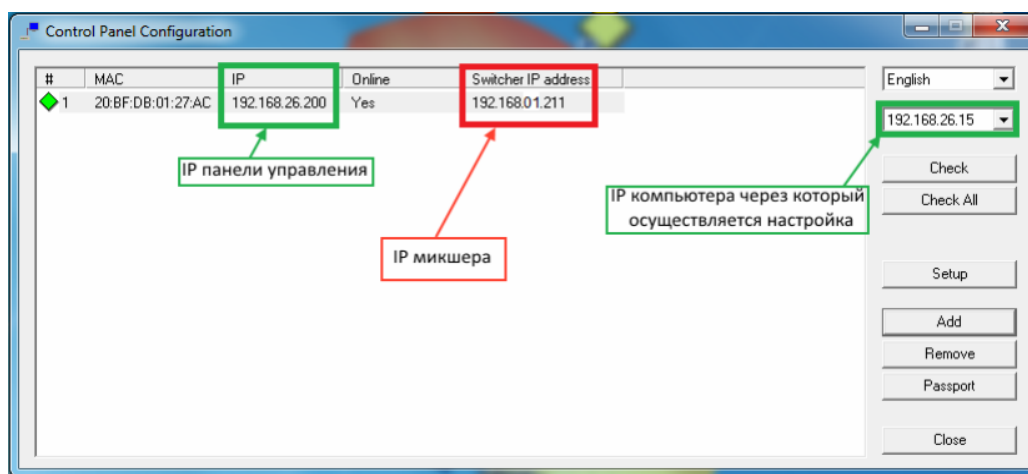 Control Panel Configuration
# MAC IP Online Switcher IP address
1 20:BF:DB:01:27:AC 192.168.26.200 Yes 192.168.01.211
English
192.168.26.15
IP панели управления
IP компьютера через который
осуществляется настройка
IP микшера
Check
Check All
Setup
Add
Remove
Passport
Close